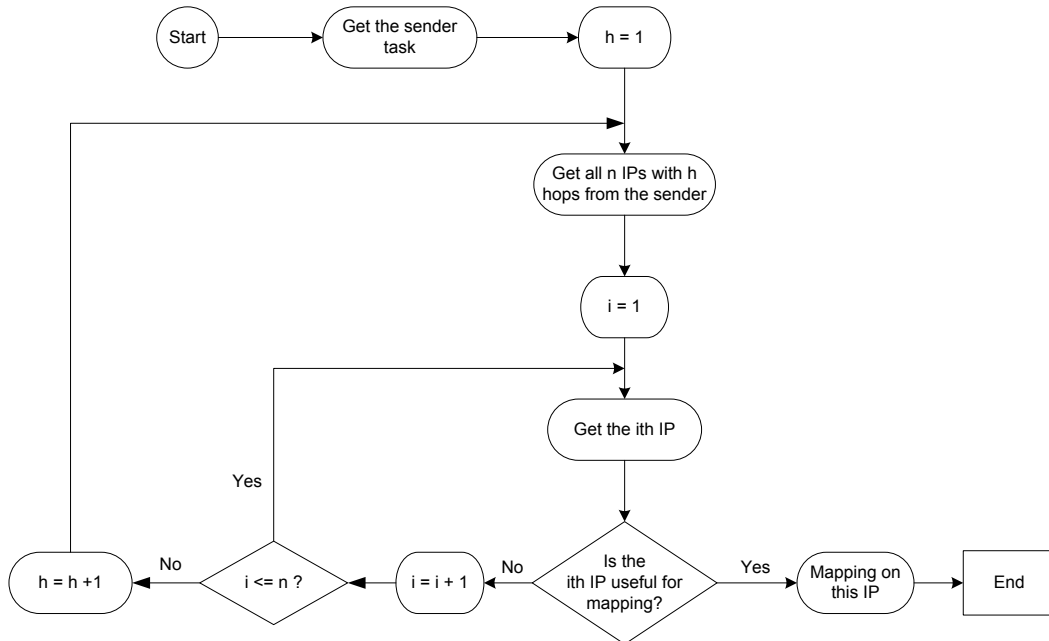 Start
Get the sender
task
h = 1
Get all n IPs with h
hops from the sender
i = 1
Get the ith IP
Yes
Is the
ith IP useful for
mapping?
No
i = i + 1
i <= n ?
No
h = h +1
Yes
Mapping on
this IP
End